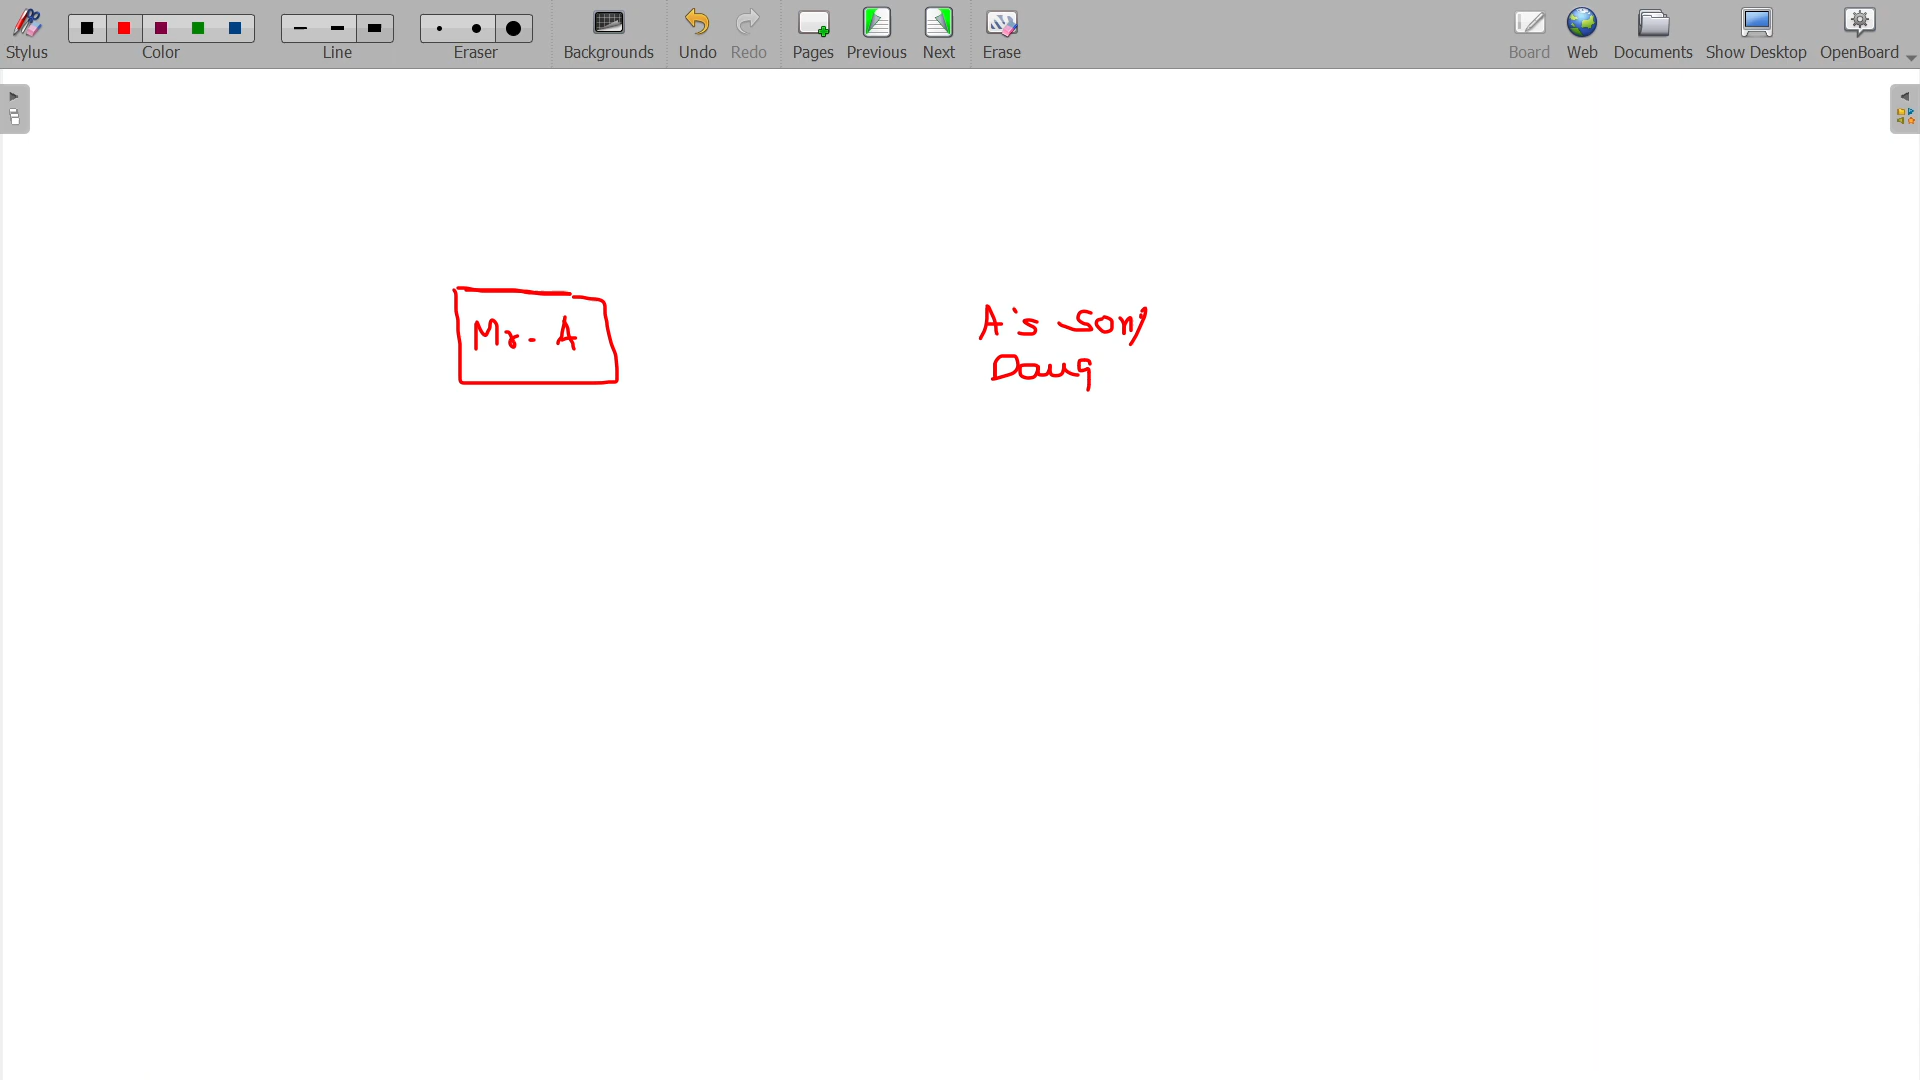 Stylus
Color
Line
Eraser
Backgrounds
Undo
Redo
Pages
Previous
Next
Erase
Board
Web
Documents
Show Desktop
OpenBoard
Mr. A
A's son/
Daug